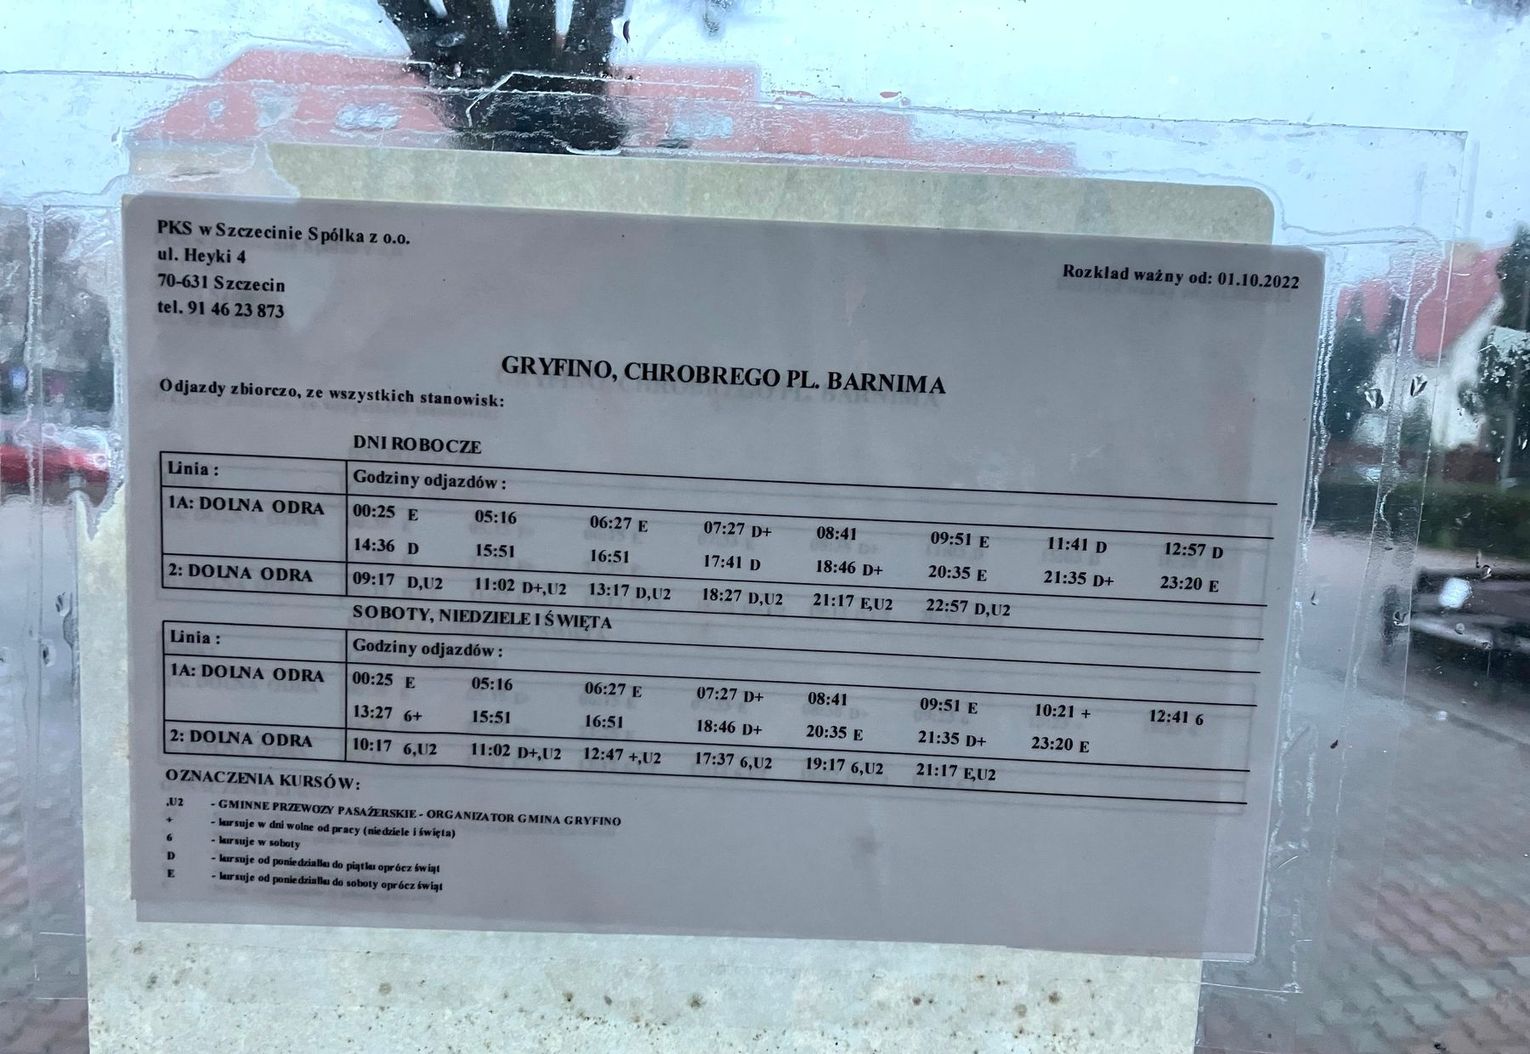 PKS w Szczecinie Spólka z o.o.
ul. Heyki 4
70-631 Szczecin
tel. 91 46 23 873
Rozkład ważny od: 01.10.2022
GRYFINO, CHROBREGO PL. BARNIMA
Odjazdy zbiorczo, ze wszystkich stanowisk:
DNI ROBOCZE
Linia : Godziny odjazdów :
1A: DOLNA ODRA 00:25 E 05:16 06:27 E 07:27 D+ 08:41 09:51 E 11:41 D 12:57 D
14:36 D 15:51 16:51 17:41 D 18:46 D+ 20:35 E 21:35 D+ 23:20 E
2: DOLNA ODRA 09:17 D,U2 11:02 D+,U2 13:17 D,U2 18:27 D,U2 21:17 E,U2 22:57 D,U2
SOBOTY, NIEDZIELE I ŚWIĘTA
Linia : Godziny odjazdów :
1A: DOLNA ODRA 00:25 E 05:16 06:27 E 07:27 D+ 08:41 09:51 E 10:21 + 12:41 6
13:27 6+ 15:51 16:51 18:46 D+ 20:35 E 21:35 D+ 23:20 E
2: DOLNA ODRA 10:17 6,U2 11:02 D+,U2 12:47 +,U2 17:37 6,U2 19:17 6,U2 21:17 E,U2
OZNACZENIA KURSÓW:
,U2 - GMINNE PRZEWOZY PASAŻERSKIE - ORGANIZATOR GMINA GRYFINO
+ - kursuje w dni wolne od pracy (niedziele i święta)
6 - kursuje w soboty
D - kursuje od poniedziałku do piątku oprócz świąt
E - kursuje od poniedziałku do soboty oprócz świąt